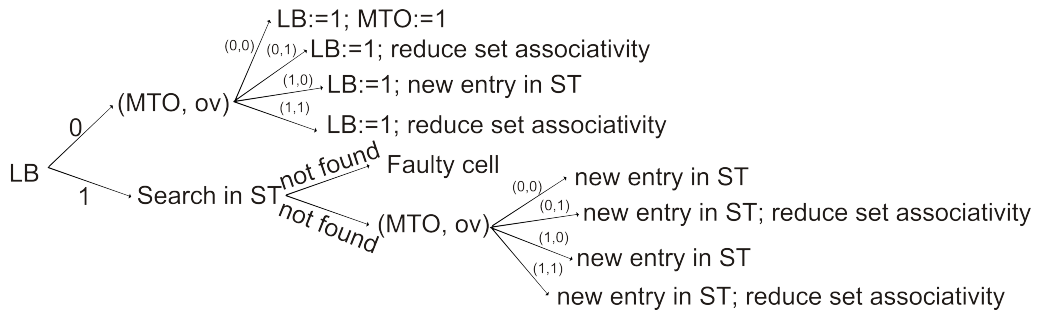 LB:=1; MTO:=1
(0,0)
(0,1)
LB:=1; reduce set associativity
(1,0)
LB:=1; new entry in ST
(MTO, ov)
(1,1)
LB:=1; reduce set associativity
0
LB
1
Search in ST
not found
Faulty cell
not found
(MTO, ov)
(0,0)
new entry in ST
(0,1)
new entry in ST; reduce set associativity
(1,0)
new entry in ST
(1,1)
new entry in ST; reduce set associativity